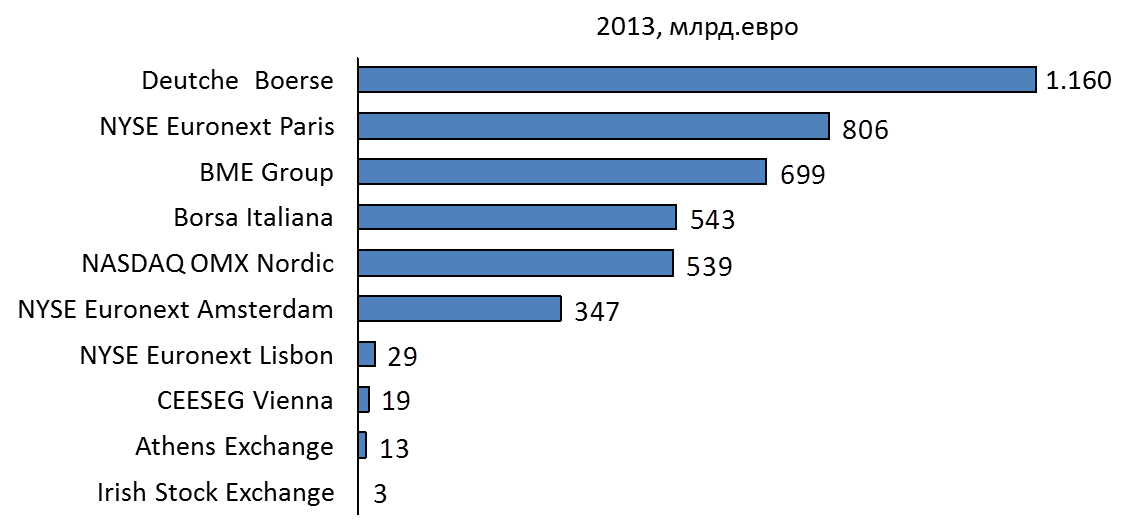 2013, млрд.евро
Deutche Boerse 1.160
NYSE Euronext Paris 806
BME Group 699
Borsa Italiana 543
NASDAQ OMX Nordic 539
NYSE Euronext Amsterdam 347
NYSE Euronext Lisbon 29
CEESEG Vienna 19
Athens Exchange 13
Irish Stock Exchange 3